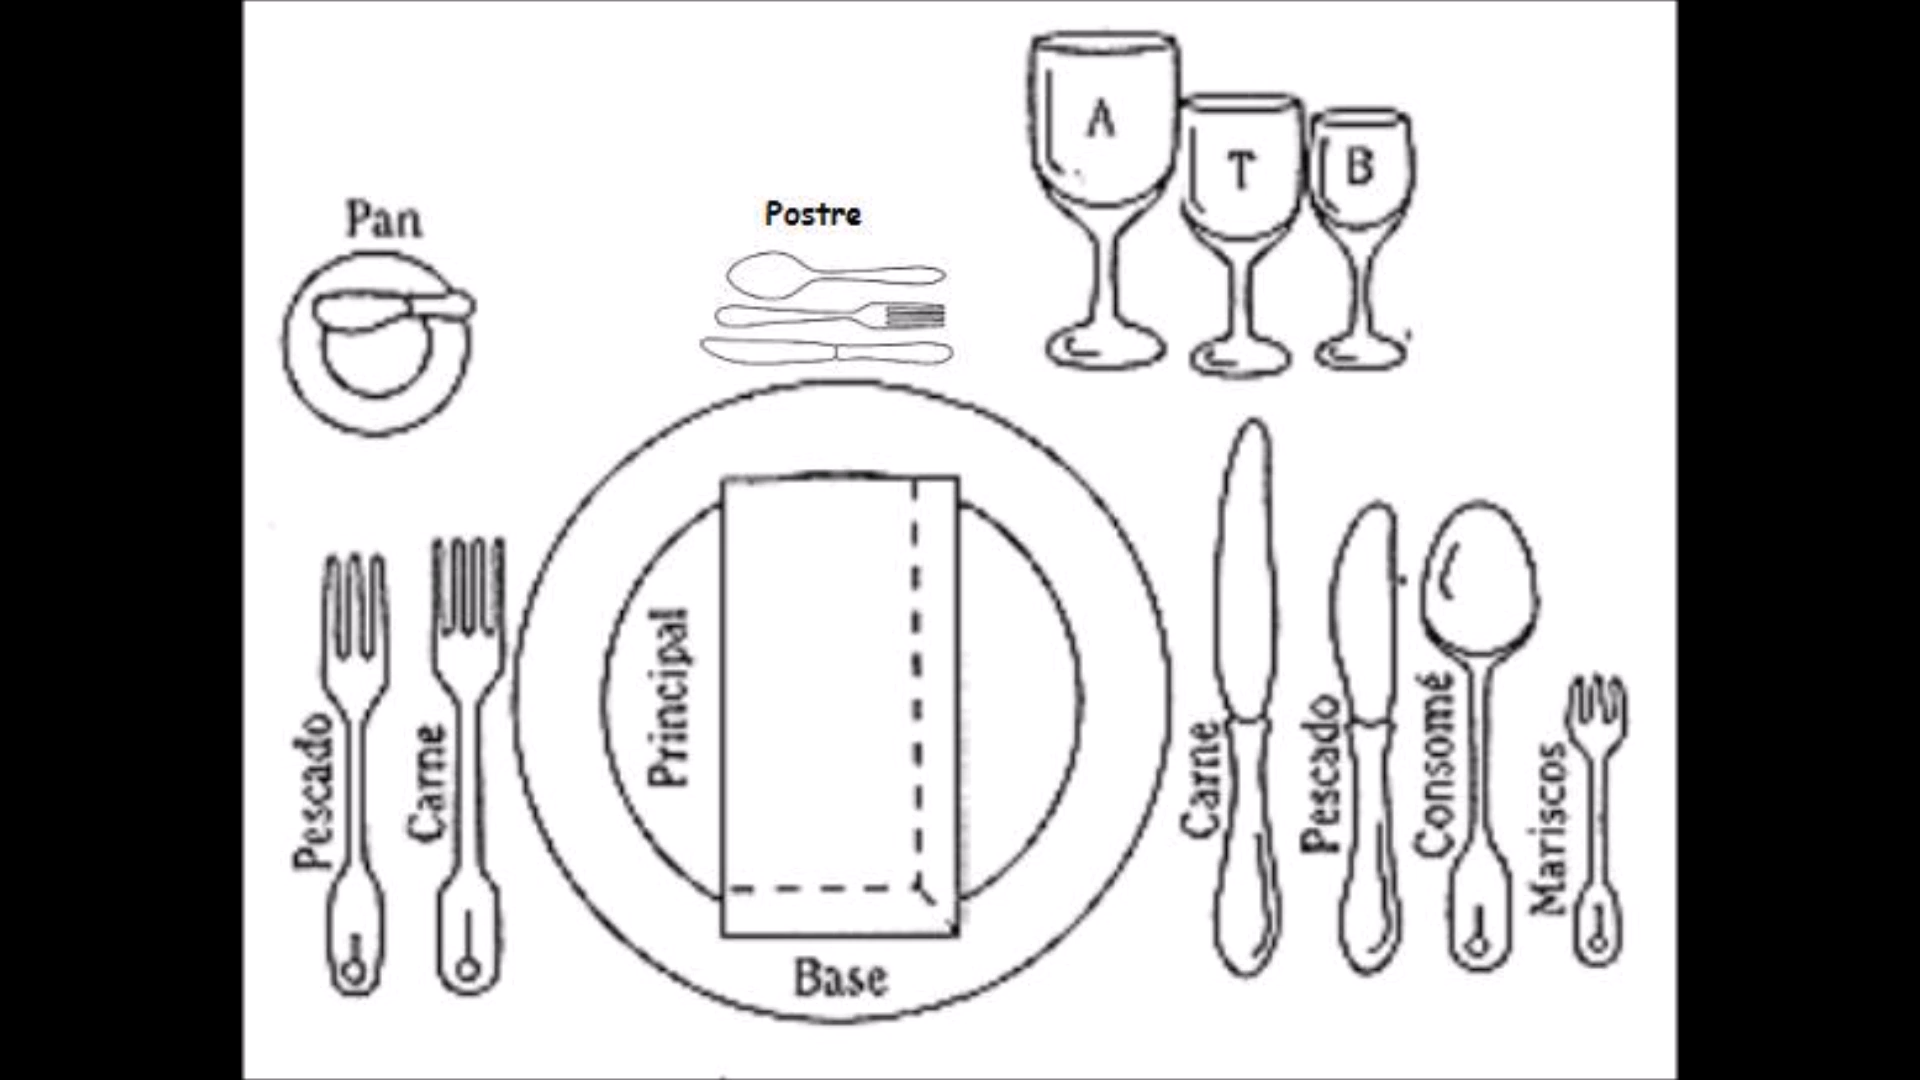 A
T
B
Pan
Postre
Principal
Base
Pescado
Carne
Carne
Pescado
Consomé
Mariscos